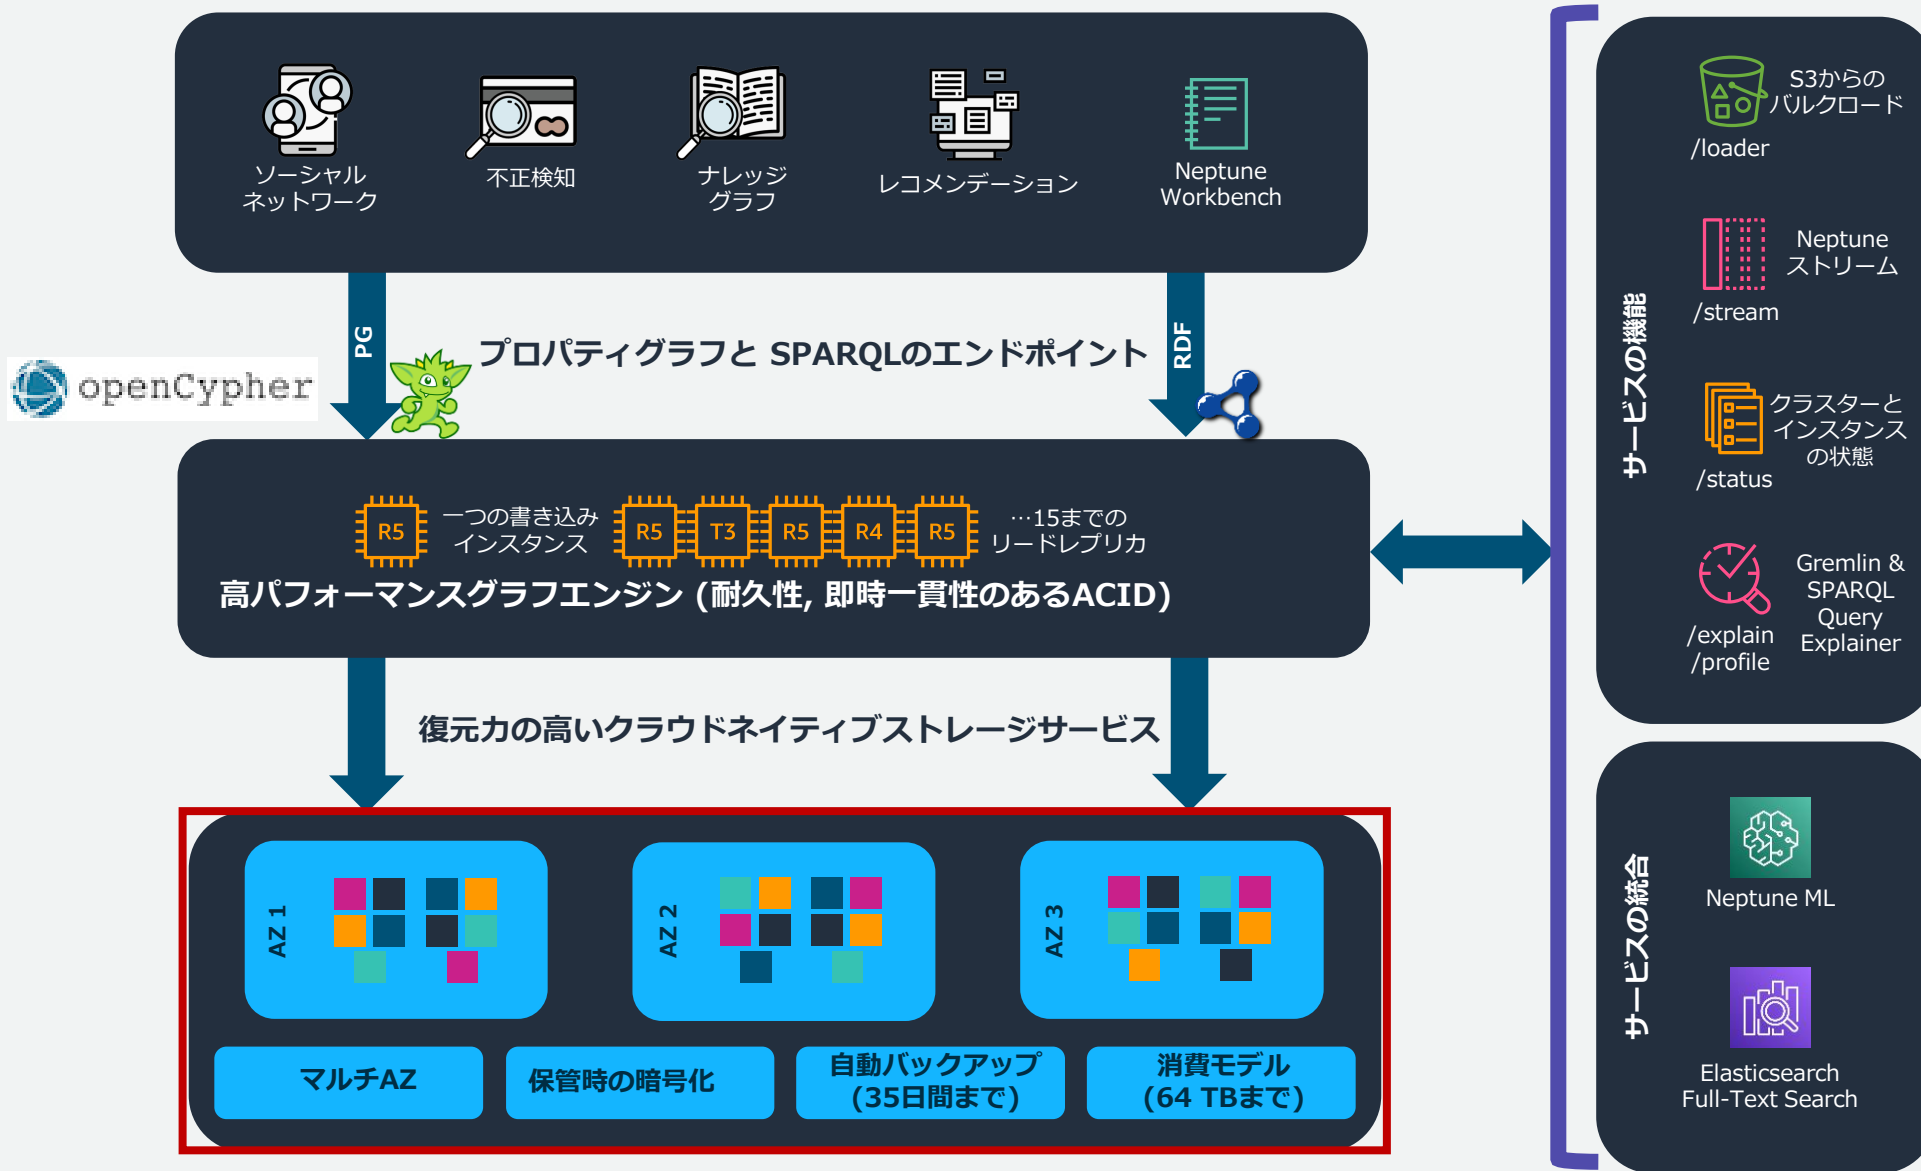 ソーシャル
ネットワーク
不正検知
ナレッジ
グラフ
レコメンデーション
Neptune
Workbench
PG
プロパティグラフと SPARQLのエンドポイント
RDF
openCypher
R5
一つの書き込み
インスタンス
R5
T3
R5
R4
R5
…15までの
リードレプリカ
高パフォーマンスグラフエンジン (耐久性, 即時一貫性のあるACID)
復元力の高いクラウドネイティブストレージサービス
AZ 1
AZ 2
AZ 3
マルチAZ
保管時の暗号化
自動バックアップ
(35日間まで)
消費モデル
(64 TBまで)
サービスの機能
S3からの
バルクロード
/loader
Neptune
ストリーム
/stream
クラスターと
インスタンス
の状態
/status
Gremlin &
SPARQL
Query
Explainer
/explain
/profile
サービスの統合
Neptune ML
Elasticsearch
Full-Text Search